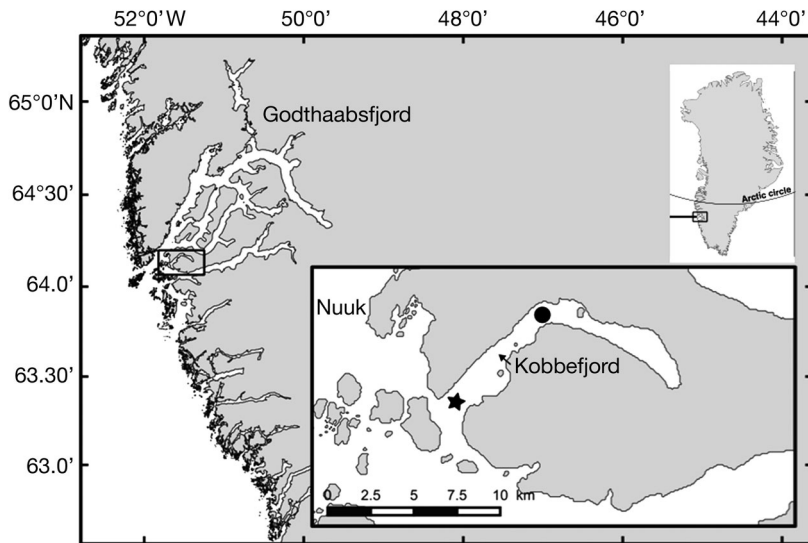 52°0’ 50°0’ 48°0’ 46°0’ 44°0’
65°0’N
64°30’
64.0’
63.30’
63.0’
Godthaabsfjord
Arctic circle
Nuuk
Kobbefjord
0 2.5 5 7.5 10 km